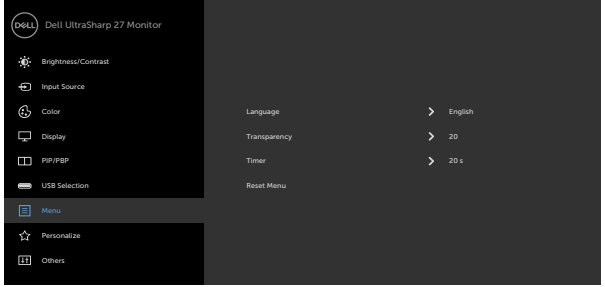 DELL Dell UltraSharp 27 Monitor
Brightness/Contrast
Input Source
Color
Display
PIP/PBP
USB Selection
Menu
Personalize
Others
Language English
Transparency 20
Timer 20 s
Reset Menu